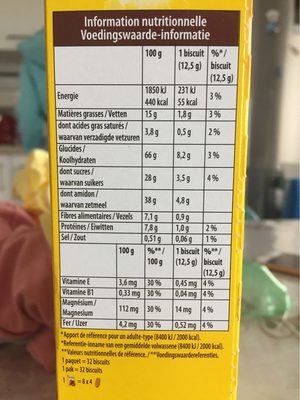 Information nutritionnelle
Voedingswaarde-informatie
100 g 1 biscuit (12,5 g) %*/ biscuit (12,5 g)
Energie 1850 kJ 440 kcal 231 kJ 55 kcal 3 %
Matières grasses / Vetten 15 g 1,8 g 3 %
dont acides gras saturés /
waarvan verzadigde vetzuren 3,8 g 0,5 g 2 %
Glucides /
Koolhydraten 66 g 8,2 g 3 %
dont sucres /
waarvan suikers 28 g 3,5 g 4 %
dont amidon /
waarvan zetmeel 38 g 4,8 g
Fibres alimentaires / Vezels 7,1 g 0,9 g
Protéines / Eiwitten 7,8 g 1,0 g 2 %
Sel / Zout 0,51 g 0,06 g 1 %
100 g %**/ 100 g 1 biscuit (12,5 g) %**/ biscuit (12,5 g)
Vitamine E 3,6 mg 30 % 0,45 mg 4 %
Vitamine B1 0,33 mg 30 % 0,04 mg 4 %
Magnésium /
Magnesium 112 mg 30 % 14 mg 4 %
Fer / IJzer 4,2 mg 30 % 0,52 mg 4 %
*Apport de référence pour un adulte-type (8400 kJ / 2000 kcal).
*Referentie-inname van een gemiddelde volwassene (8400 kJ / 2000 kcal).
**Valeurs nutritionnelles de référence. / **Voedingswaardereferenties.
1 paquet = 32 biscuits
1 pak = 32 biscuits
1 = 8 x 4